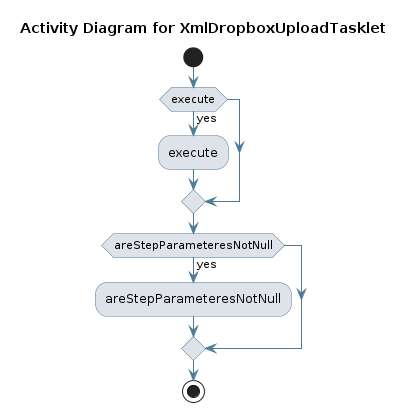 Activity Diagram for XmlDropboxUploadTasklet
execute
yes
execute
areStepParameteresNotNull
yes
areStepParameteresNotNull